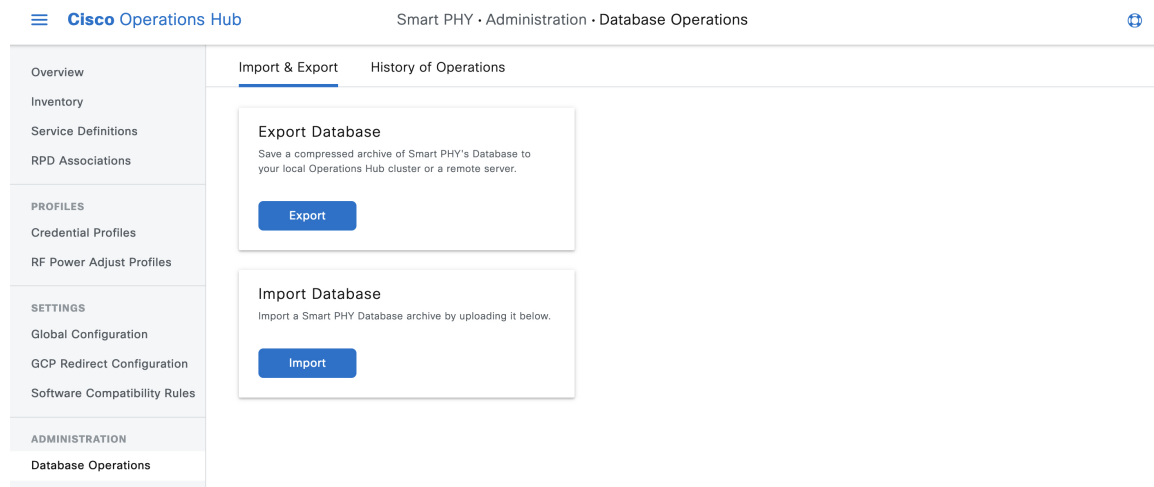 Cisco Operations Hub
Smart PHY • Administration • Database Operations
Overview
Inventory
Service Definitions
RPD Associations
PROFILES
Credential Profiles
RF Power Adjust Profiles
SETTINGS
Global Configuration
GCP Redirect Configuration
Software Compatibility Rules
ADMINISTRATION
Database Operations
Import & Export
History of Operations
Export Database
Save a compressed archive of Smart PHY's Database to
your local Operations Hub cluster or a remote server.
Export
Import Database
Import a Smart PHY Database archive by uploading it below.
Import